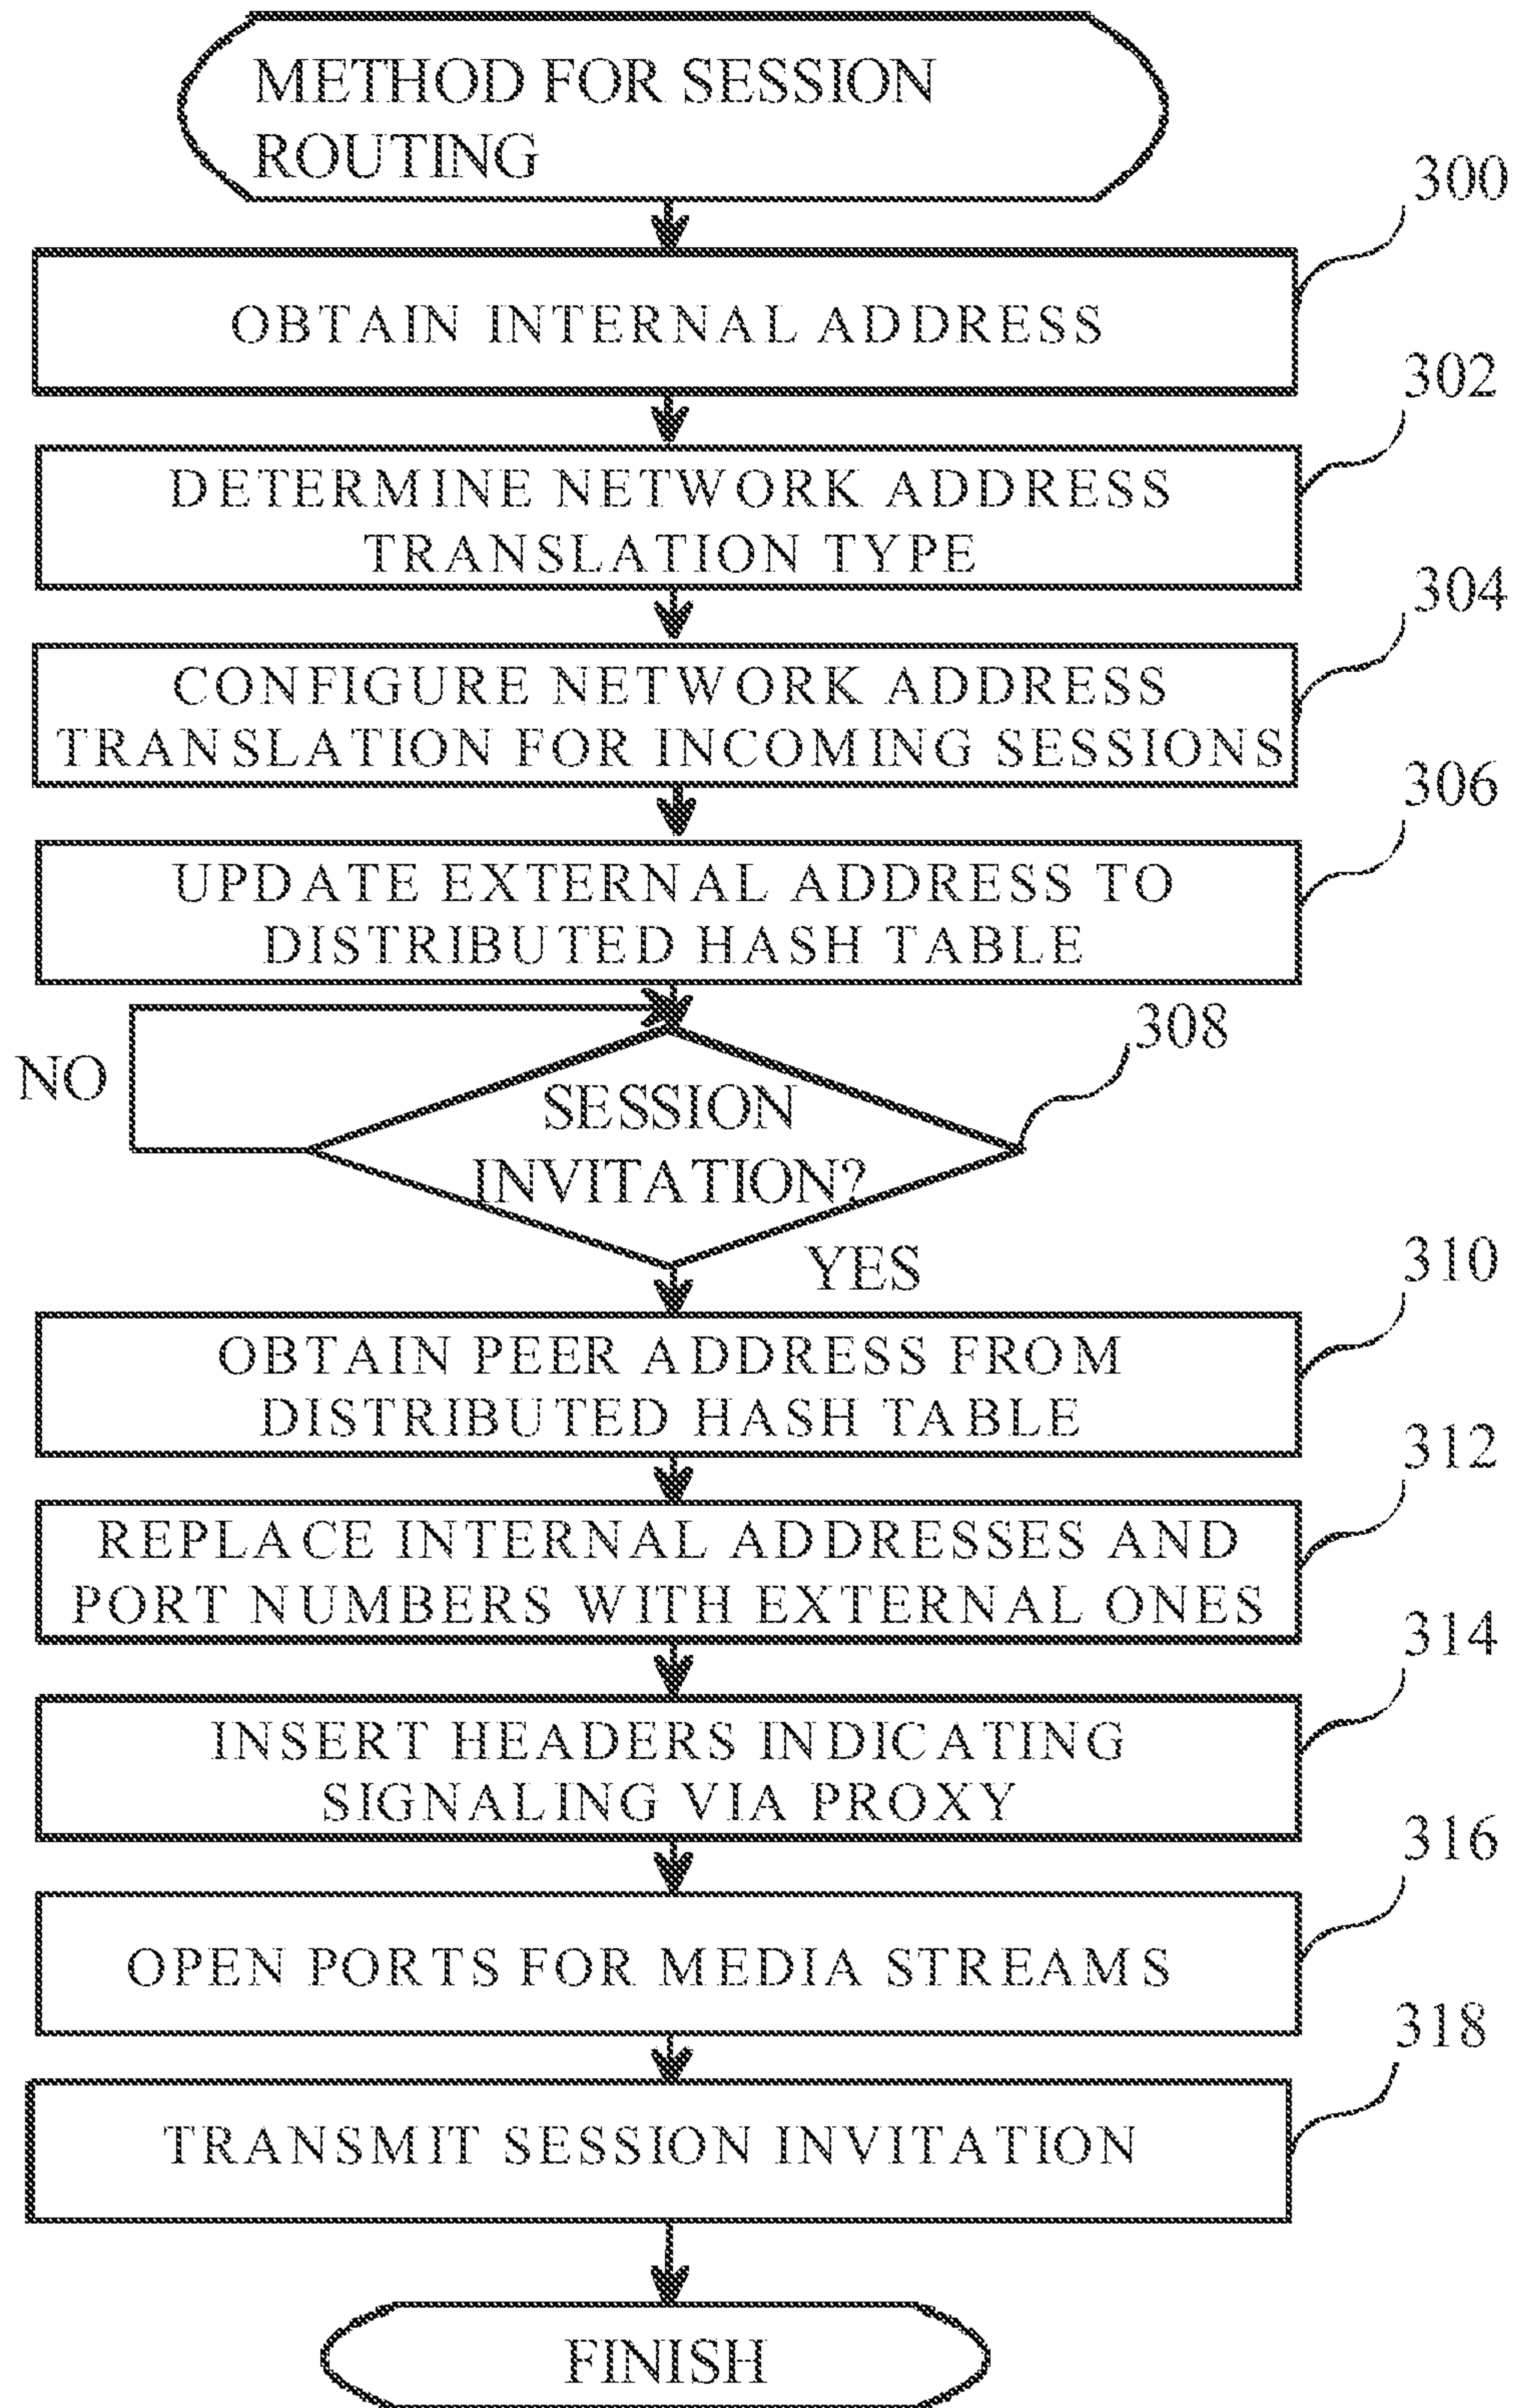 METHOD FOR SESSION
ROUTING
300
OBTAIN INTERNAL ADDRESS
302
DETERMINE NETWORK ADDRESS
TRANSLATION TYPE
304
CONFIGURE NETWORK ADDRESS
TRANSLATION FOR INCOMING SESSIONS
306
UPDATE EXTERNAL ADDRESS TO
DISTRIBUTED HASH TABLE
308
NO
SESSION
INVITATION?
YES
310
OBTAIN PEER ADDRESS FROM
DISTRIBUTED HASH TABLE
312
REPLACE INTERNAL ADDRESSES AND
PORT NUMBERS WITH EXTERNAL ONES
314
INSERT HEADERS INDICATING
SIGNALING VIA PROXY
316
OPEN PORTS FOR MEDIA STREAMS
318
TRANSMIT SESSION INVITATION
FINISH